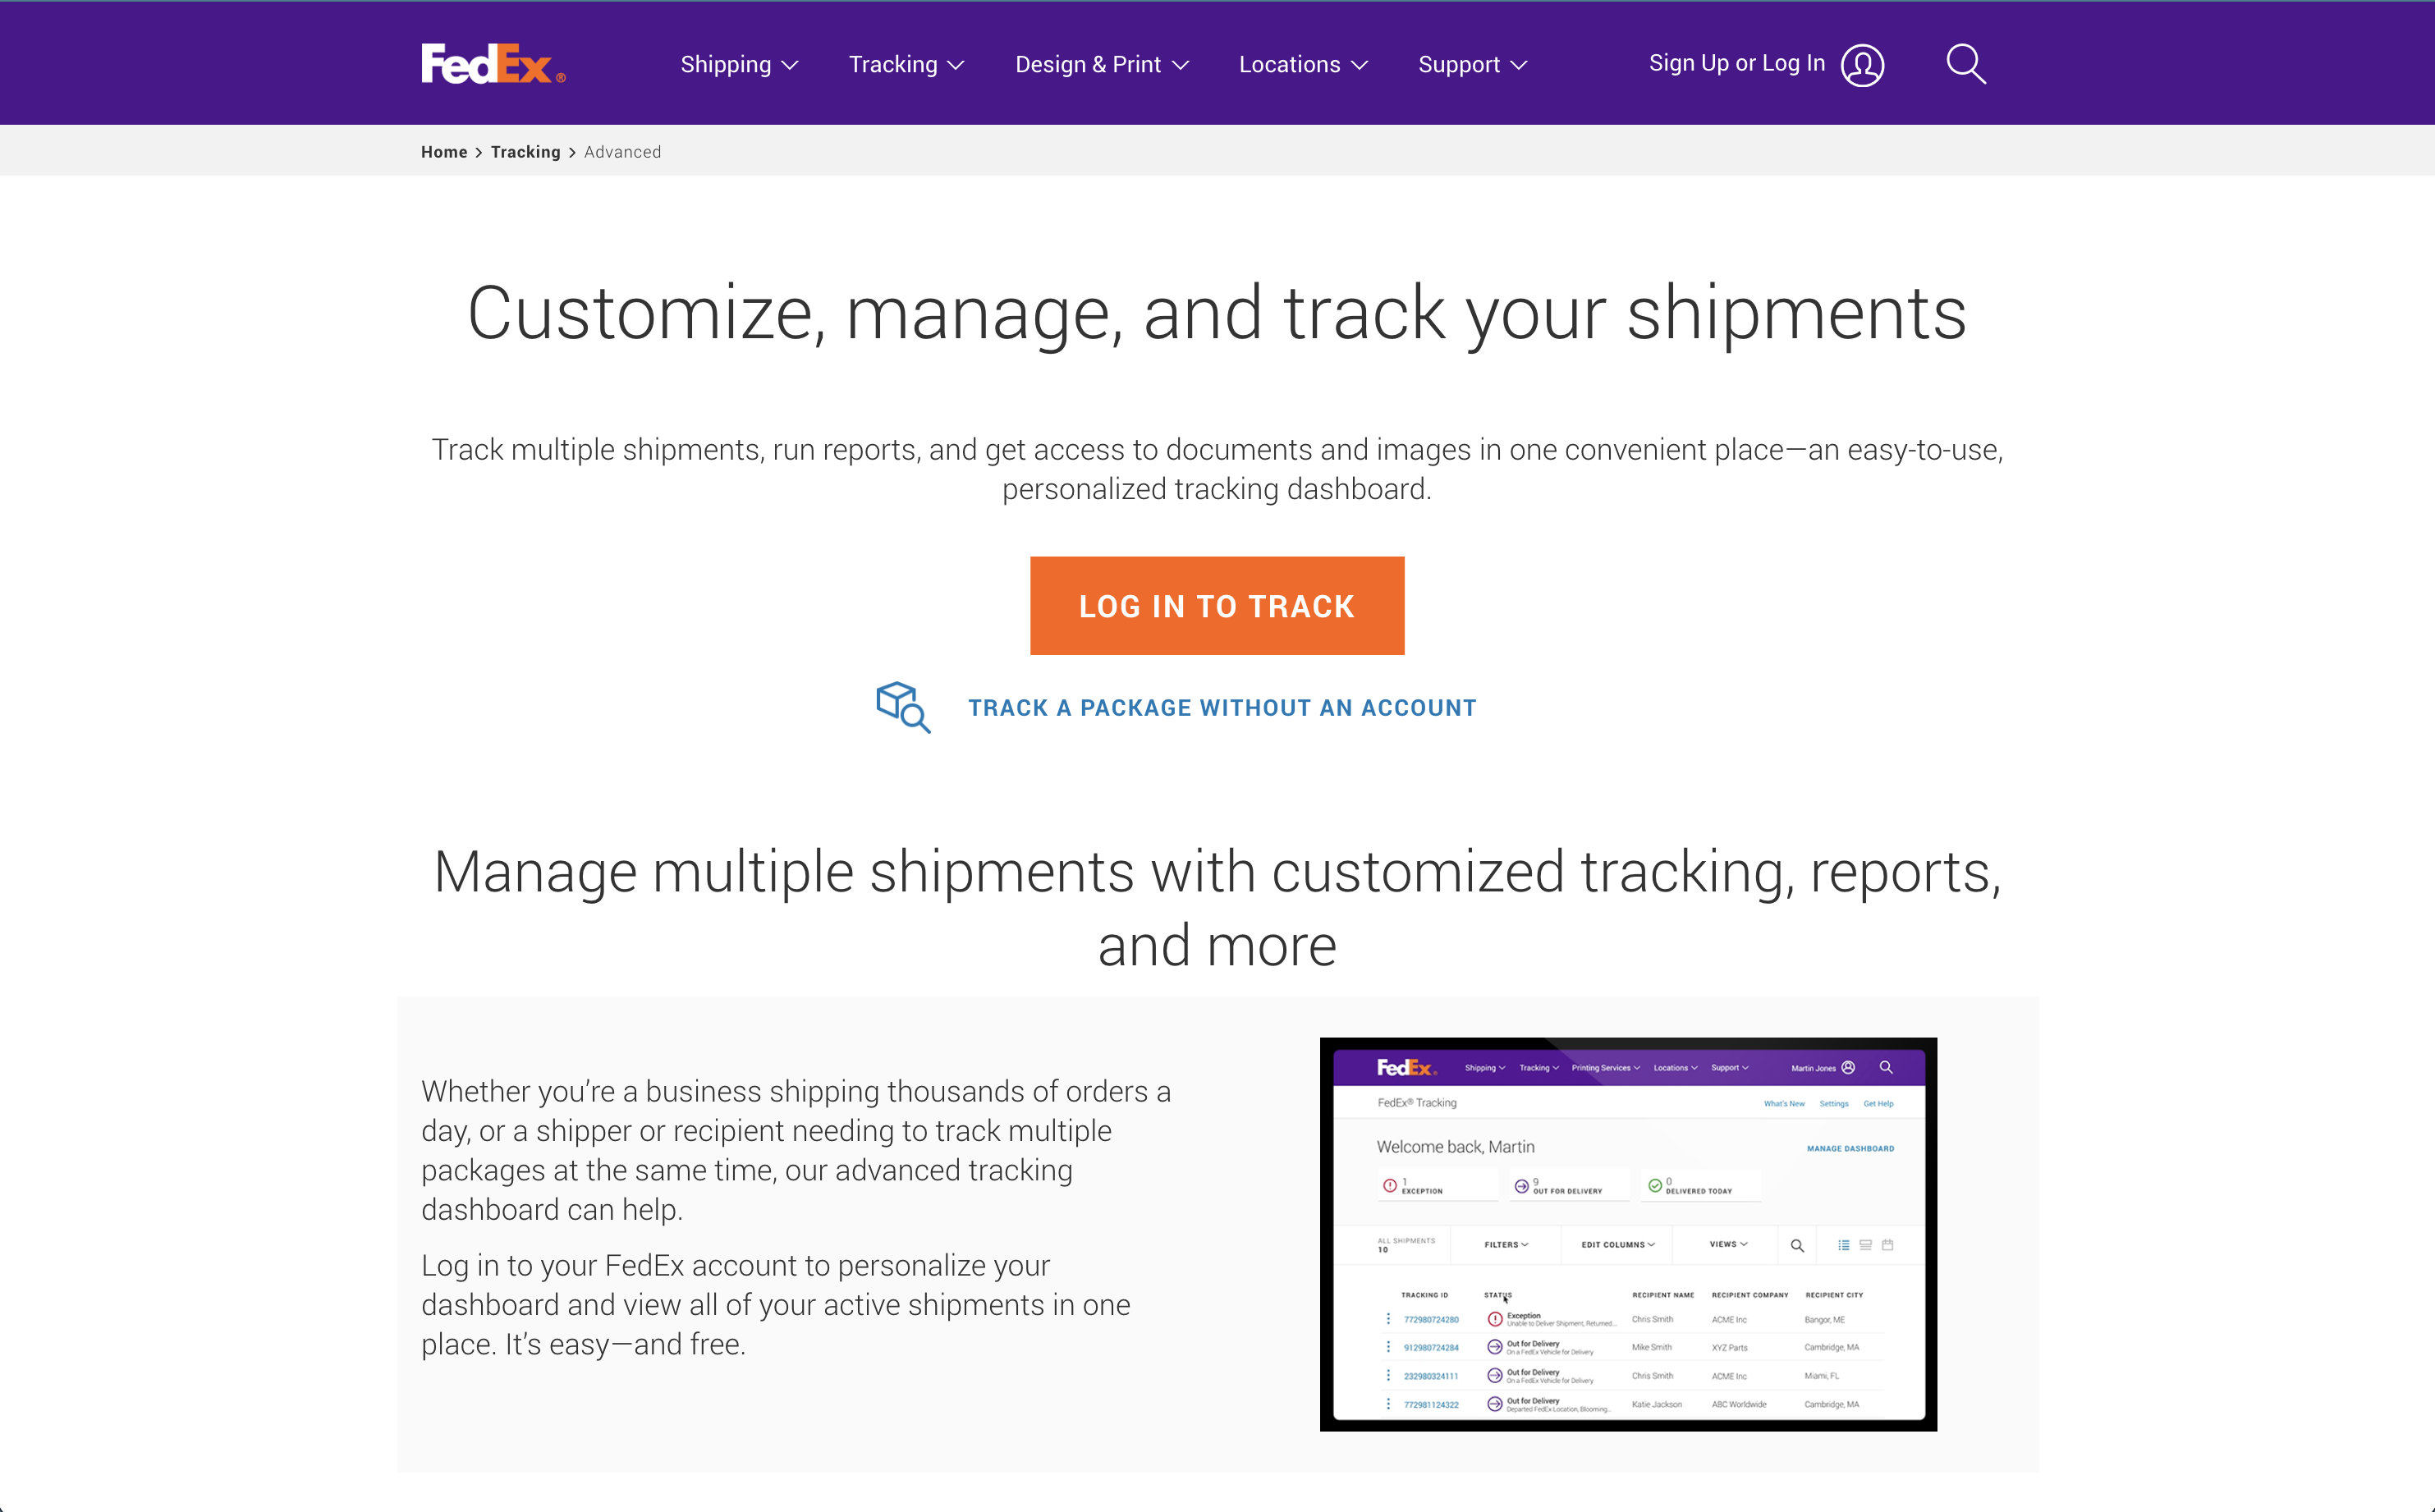 FedEx®
Shipping
Tracking
Design & Print
Locations
Support
Sign Up or Log In
Home > Tracking > Advanced
Customize, manage, and track your shipments
Track multiple shipments, run reports, and get access to documents and images in one convenient place—an easy-to-use,
personalized tracking dashboard.
LOG IN TO TRACK
TRACK A PACKAGE WITHOUT AN ACCOUNT
Manage multiple shipments with customized tracking, reports,
and more
Whether you’re a business shipping thousands of orders a
day, or a shipper or recipient needing to track multiple
packages at the same time, our advanced tracking
dashboard can help.
Log in to your FedEx account to personalize your
dashboard and view all of your active shipments in one
place. It’s easy—and free.
FedEx®
Shipping
Tracking
Printing Services
Locations
Support
Martin Jones
FedEx® Tracking
What's New
Settings
Get Help
Welcome back, Martin
MANAGE DASHBOARD
1
EXCEPTION
9
OUT FOR DELIVERY
0
DELIVERED TODAY
ALL SHIPMENTS
10
FILTERS
EDIT COLUMNS
VIEWS
TRACKING ID STATUS RECIPIENT NAME RECIPIENT COMPANY RECIPIENT CITY
772980724280 Exception Chris Smith ACME Inc Bangor, ME
Unable to Deliver Shipment, Returned...
912980724284 Out for Delivery Mike Smith XYZ Parts Cambridge, MA
On a FedEx Vehicle for Delivery
232980324111 Out for Delivery Chris Smith ACME Inc Miami, FL
On a FedEx Vehicle for Delivery
772981124322 Out for Delivery Katie Jackson ABC Worldwide Cambridge, MA
Departed FedEx Location, Blooming...